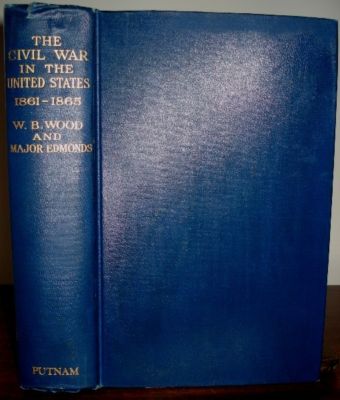 THE
CIVIL WAR
IN THE
UNITED STATES
1861-1865
W. B. WOOD
AND
MAJOR EDMONDS
PUTNAM